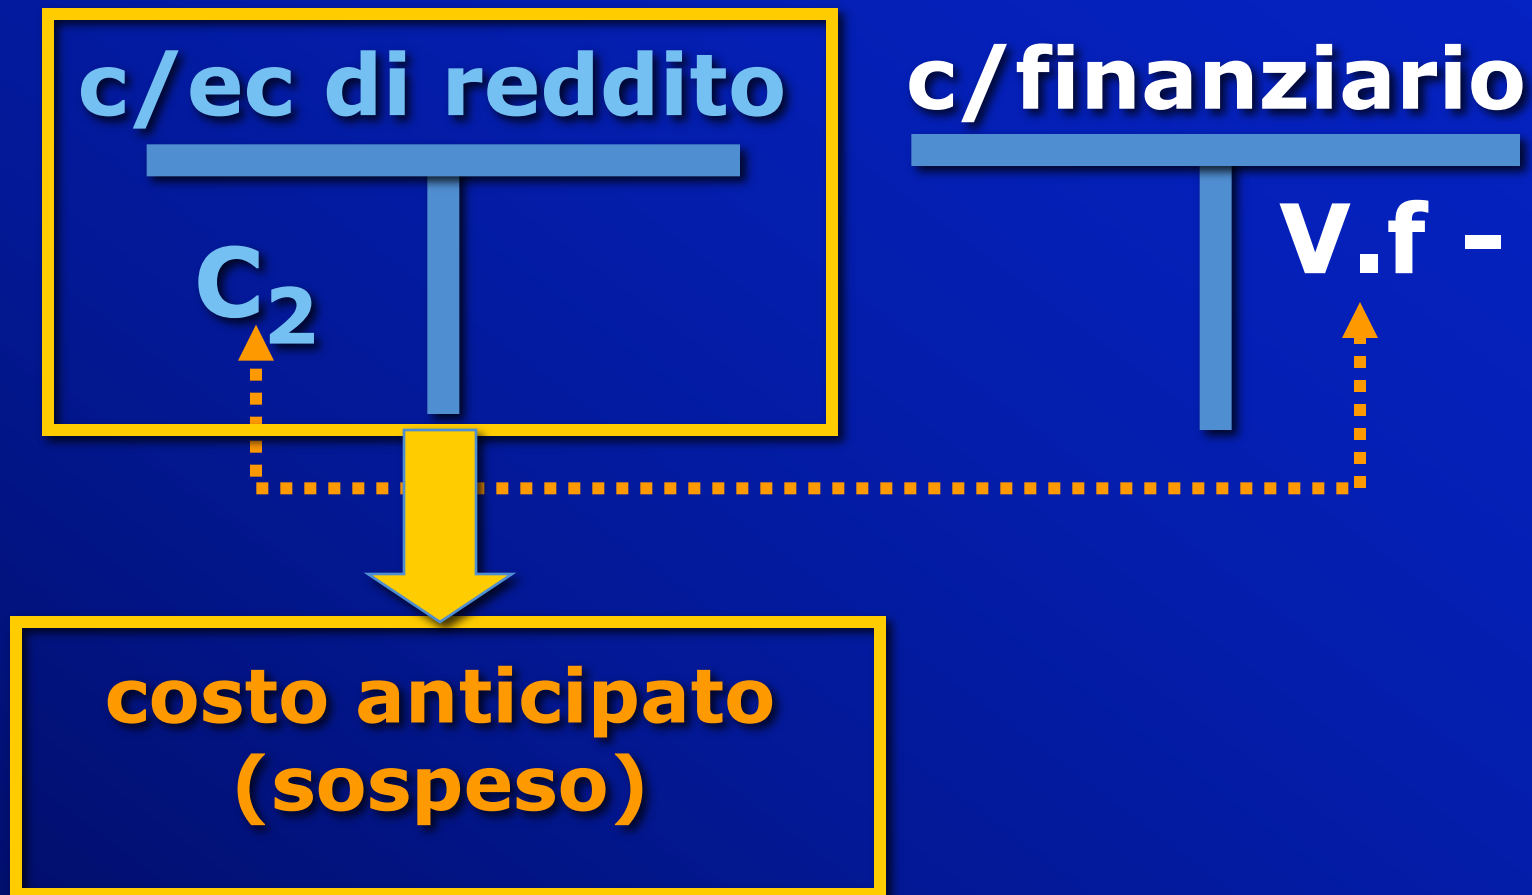 c/ec di reddito
c/finanziario
C₂
V.f -
costo anticipato
(sospeso)